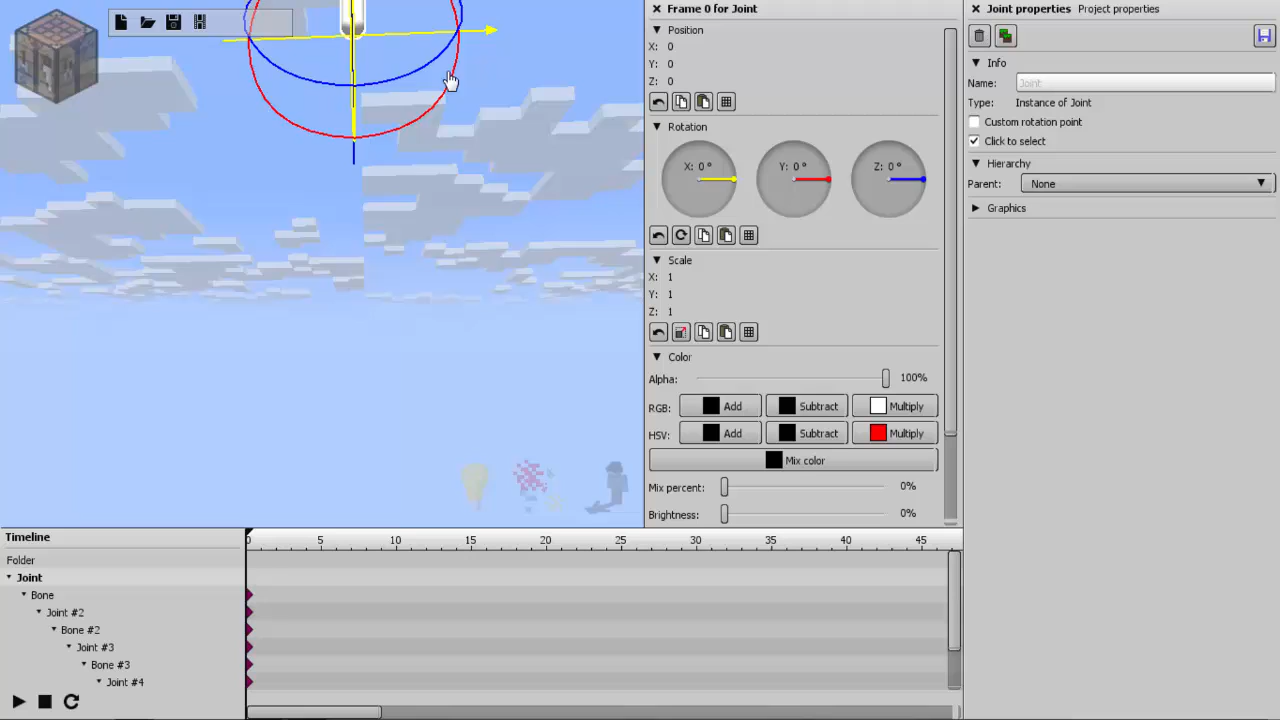 Frame 0 for Joint
Position
X: 0
Y: 0
Z: 0
Rotation
X: 0 °
Y: 0 °
Z: 0 °
Scale
X: 1
Y: 1
Z: 1
Color
Alpha: 100%
RGB: Add Subtract Multiply
HSV: Add Subtract Multiply
Mix color
Mix percent: 0%
Brightness: 0%
Joint properties Project properties
Info
Name: Joint
Type: Instance of Joint
Custom rotation point
Click to select
Hierarchy
Parent: None
Graphics
Timeline
0 5 10 15 20 25 30 35 40 45
Folder
Joint
Bone
Joint #2
Bone #2
Joint #3
Bone #3
Joint #4